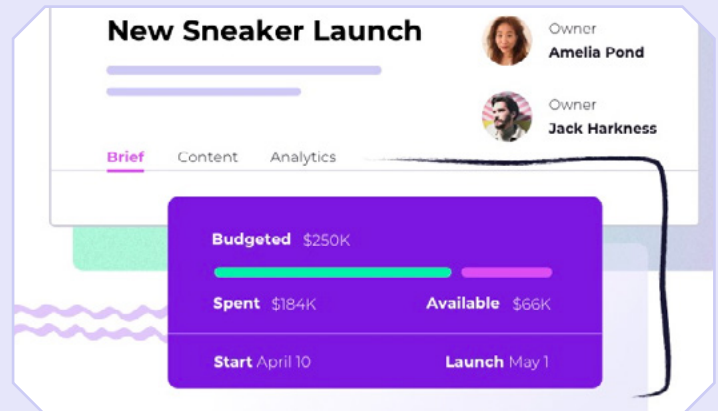 New Sneaker Launch
Owner
Amelia Pond
Owner
Jack Harkness
Brief Content Analytics
Budgeted $250K
Spent $184K Available $66K
Start April 10 Launch May 1